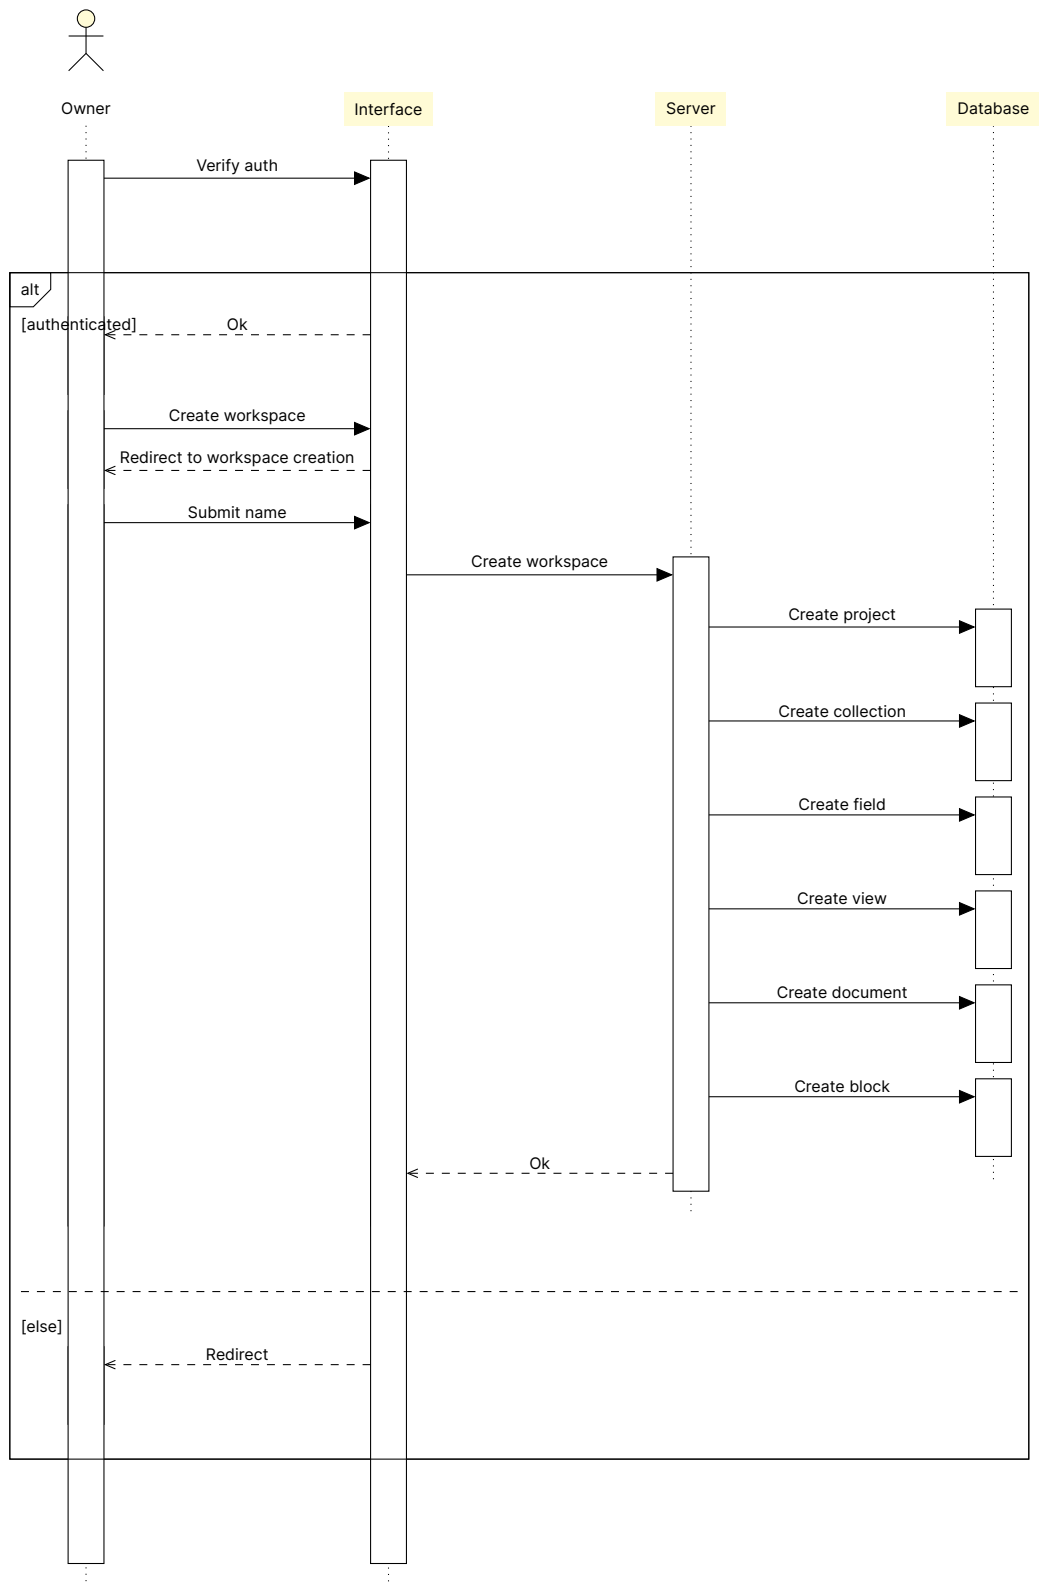 Owner
Interface
Server
Database
Verify auth
alt
[authenticated]
Ok
Create workspace
Redirect to workspace creation
Submit name
Create workspace
Create project
Create collection
Create field
Create view
Create document
Create block
Ok
[else]
Redirect